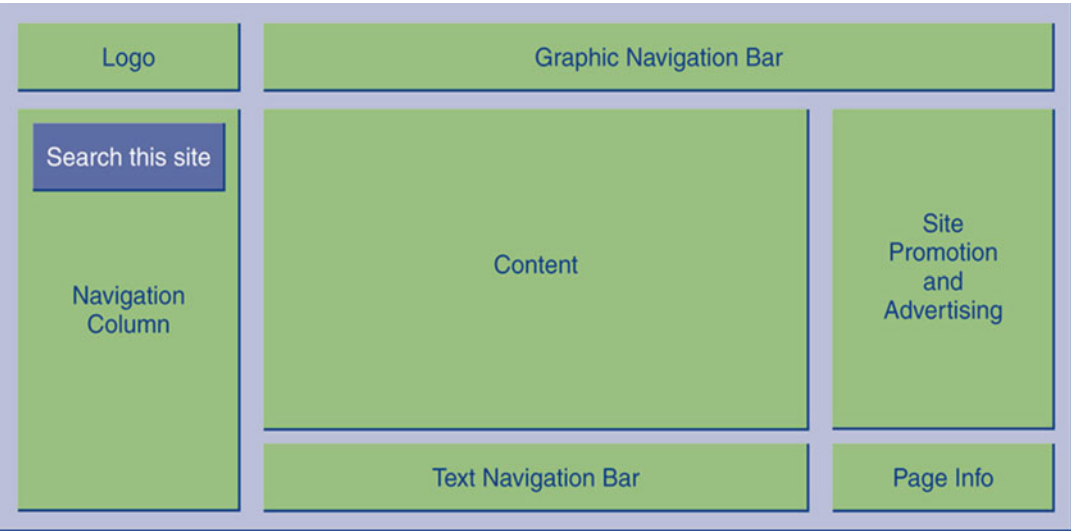 Logo
Graphic Navigation Bar
Search this site
Navigation
Column
Content
Site
Promotion
and
Advertising
Text Navigation Bar
Page Info